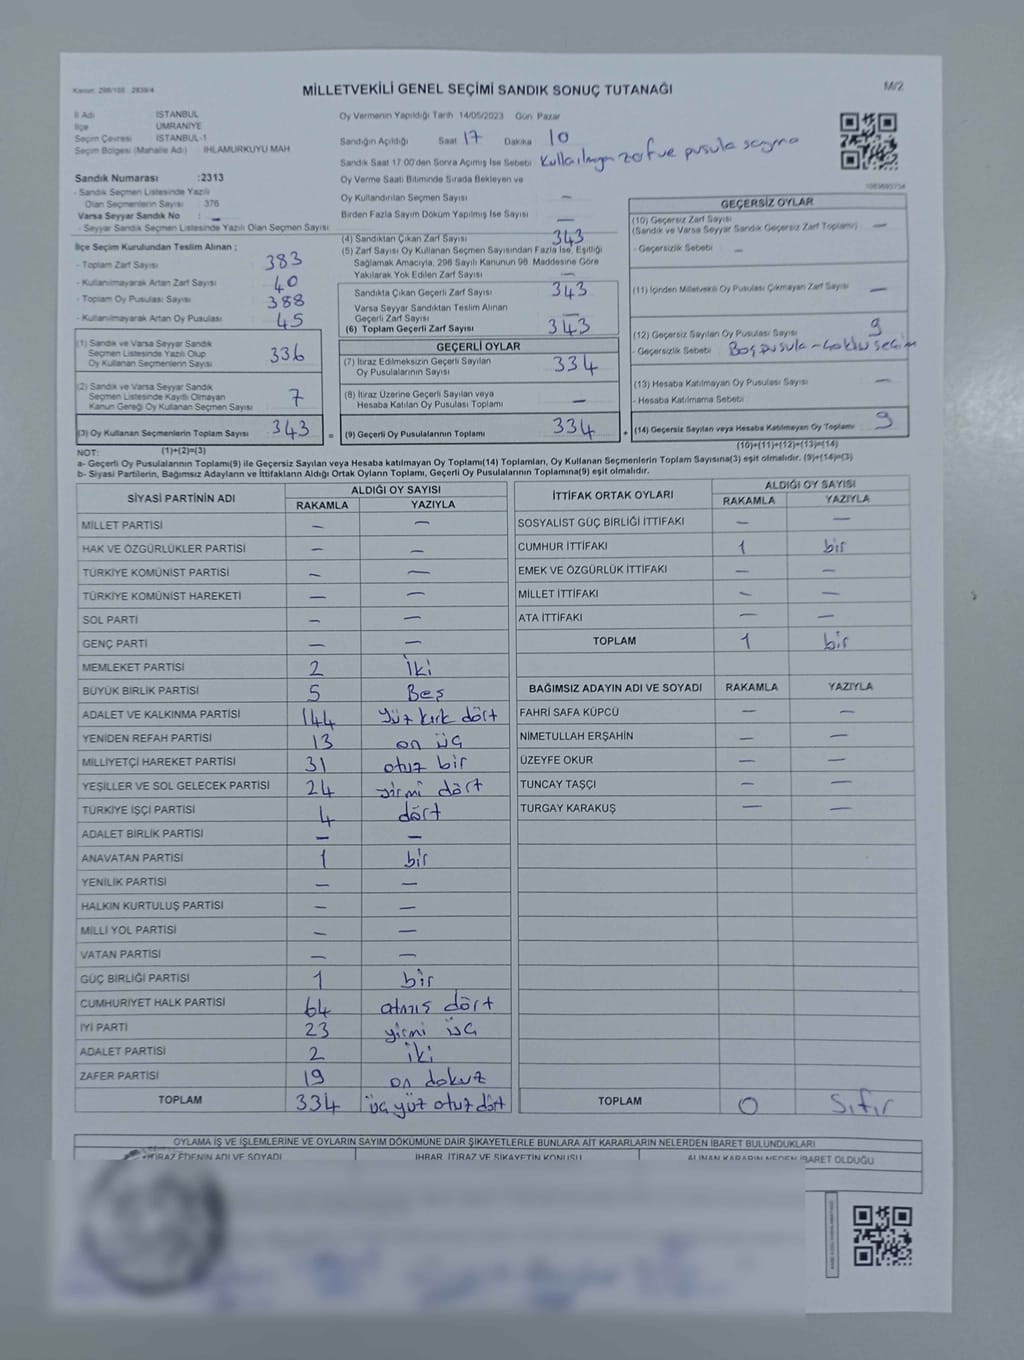 Kanun: 298/105 2839/4
MİLLETVEKİLİ GENEL SEÇİMİ SANDIK SONUÇ TUTANAĞI
M/2
İl Adı İSTANBUL
İlçe ÜMRANİYE
Seçim Çevresi İSTANBUL-1
Seçim Bölgesi (Mahalle Adı) IHLAMURKUYU MAH.
Oy Vermenin Yapıldığı Tarih 14/05/2023 Gün Pazar
Sandığın Açıldığı Saat 17 Dakika 10
Sandık Saat 17:00'den Sonra Açılmış İse Sebebi zarf ve pusula sayma
Sandık Numarası :2313
- Sandık Seçmen Listesinde Yazılı
Olan Seçmenlerin Sayısı : 376
Varsa Seyyar Sandık No : –
- Seyyar Sandık Seçmen Listesinde Yazılı Olan Seçmen Sayısı:
Oy Verme Saati Bitiminde Sırada Bekleyen ve
Oy Kullandırılan Seçmen Sayısı –
Birden Fazla Sayım Döküm Yapılmış İse Sayısı –
İlçe Seçim Kurulundan Teslim Alınan ;
- Toplam Zarf Sayısı 383
- Kullanılmayarak Artan Zarf Sayısı 40
- Toplam Oy Pusulası Sayısı 388
- Kullanılmayarak Artan Oy Pusulası 45
(1) Sandık ve Varsa Seyyar Sandık
Seçmen Listesinde Yazılı Olup
Oy Kullanan Seçmenlerin Sayısı 336
(2) Sandık ve Varsa Seyyar Sandık
Seçmen Listesinde Kayıtlı Olmayan
Kanun Gereği Oy Kullanan Seçmen Sayısı 7
(3) Oy Kullanan Seçmenlerin Toplam Sayısı 343
(1)+(2)=(3)
(4) Sandıktan Çıkan Zarf Sayısı 343
(5) Zarf Sayısı Oy Kullanan Seçmen Sayısından Fazla İse, Eşitliği
Sağlamak Amacıyla, 298 Sayılı Kanunun 98. Maddesine Göre
Yakılarak Yok Edilen Zarf Sayısı –
Sandıkta Çıkan Geçerli Zarf Sayısı 343
Varsa Seyyar Sandıktan Teslim Alınan
Geçerli Zarf Sayısı –
(6) Toplam Geçerli Zarf Sayısı 343
GEÇERLİ OYLAR
(7) İtiraz Edilmeksizin Geçerli Sayılan
Oy Pusulalarının Sayısı 334
(8) İtiraz Üzerine Geçerli Sayılan veya
Hesaba Katılan Oy Pusulası Toplamı –
= (9) Geçerli Oy Pusulalarının Toplamı 334 +
1083693734
GEÇERSİZ OYLAR
(10) Geçersiz Zarf Sayısı
(Sandık ve Varsa Seyyar Sandık Geçersiz Zarf Toplamı) –
- Geçersizlik Sebebi –
(11) İçinden Milletvekili Oy Pusulası Çıkmayan Zarf Sayısı –
(12) Geçersiz Sayılan Oy Pusulası Sayısı 9
- Geçersizlik Sebebi Boş pusula - çoklu seçim
(13) Hesaba Katılmayan Oy Pusulası Sayısı –
- Hesaba Katılmama Sebebi
(14) Geçersiz Sayılan veya Hesaba Katılmayan Oy Toplamı 9
(10)+(11)+(12)+(13)=(14)
NOT:
a- Geçerli Oy Pusulalarının Toplamı(9) ile Geçersiz Sayılan veya Hesaba katılmayan Oy Toplamı(14) Toplamları, Oy Kullanan Seçmenlerin Toplam Sayısına(3) eşit olmalıdır. (9)+(14)=(3)
b- Siyasi Partilerin, Bağımsız Adayların ve İttifakların Aldığı Oyların Toplamı, Geçerli Oy Pusulalarının Toplamına(9) eşit olmalıdır.
SİYASİ PARTİNİN ADI ALDIĞI OY SAYISI
RAKAMLA YAZIYLA
MİLLET PARTİSİ – –
HAK VE ÖZGÜRLÜKLER PARTİSİ – –
TÜRKİYE KOMÜNİST PARTİSİ – –
TÜRKİYE KOMÜNİST HAREKETİ – –
SOL PARTİ – –
GENÇ PARTİ – –
MEMLEKET PARTİSİ 2 iki
BÜYÜK BİRLİK PARTİSİ 5 Beş
ADALET VE KALKINMA PARTİSİ 144 yüz kırk dört
YENİDEN REFAH PARTİSİ 13 on üç
MİLLİYETÇİ HAREKET PARTİSİ 31 otuz bir
YEŞİLLER VE SOL GELECEK PARTİSİ 24 yirmi dört
TÜRKİYE İŞÇİ PARTİSİ 4 dört
ADALET BİRLİK PARTİSİ – –
ANAVATAN PARTİSİ 1 bir
YENİLİK PARTİSİ – –
HALKIN KURTULUŞ PARTİSİ – –
MİLLİ YOL PARTİSİ – –
VATAN PARTİSİ – –
GÜÇ BİRLİĞİ PARTİSİ 1 bir
CUMHURİYET HALK PARTİSİ 64 atmış dört
İYİ PARTİ 23 yirmi üç
ADALET PARTİSİ 2 iki
ZAFER PARTİSİ 19 on dokuz
TOPLAM 334 üç yüz otuz dört
İTTİFAK ORTAK OYLARI ALDIĞI OY SAYISI
RAKAMLA YAZIYLA
SOSYALİST GÜÇ BİRLİĞİ İTTİFAKI – –
CUMHUR İTTİFAKI 1 bir
EMEK VE ÖZGÜRLÜK İTTİFAKI – –
MİLLET İTTİFAKI – –
ATA İTTİFAKI – –
TOPLAM 1 bir
BAĞIMSIZ ADAYIN ADI VE SOYADI RAKAMLA YAZIYLA
FAHRİ SAFA KÜPCÜ – –
NİMETULLAH ERŞAHİN – –
ÜZEYFE OKUR – –
TUNCAY TAŞÇI – –
TURGAY KARAKUŞ – –
TOPLAM 0 Sıfır
OYLAMA İŞ VE İŞLEMLERİNE VE OYLARIN SAYIM DÖKÜMÜNE DAİR ŞİKAYETLERLE BUNLARA AİT KARARLARIN NELERDEN İBARET BULUNDUKLARI
İTİRAZ EDENİN ADI VE SOYADI İHBAR, İTİRAZ VE ŞİKAYETİN KONUSU ALINAN KARARIN NEDEN İBARET OLDUĞU